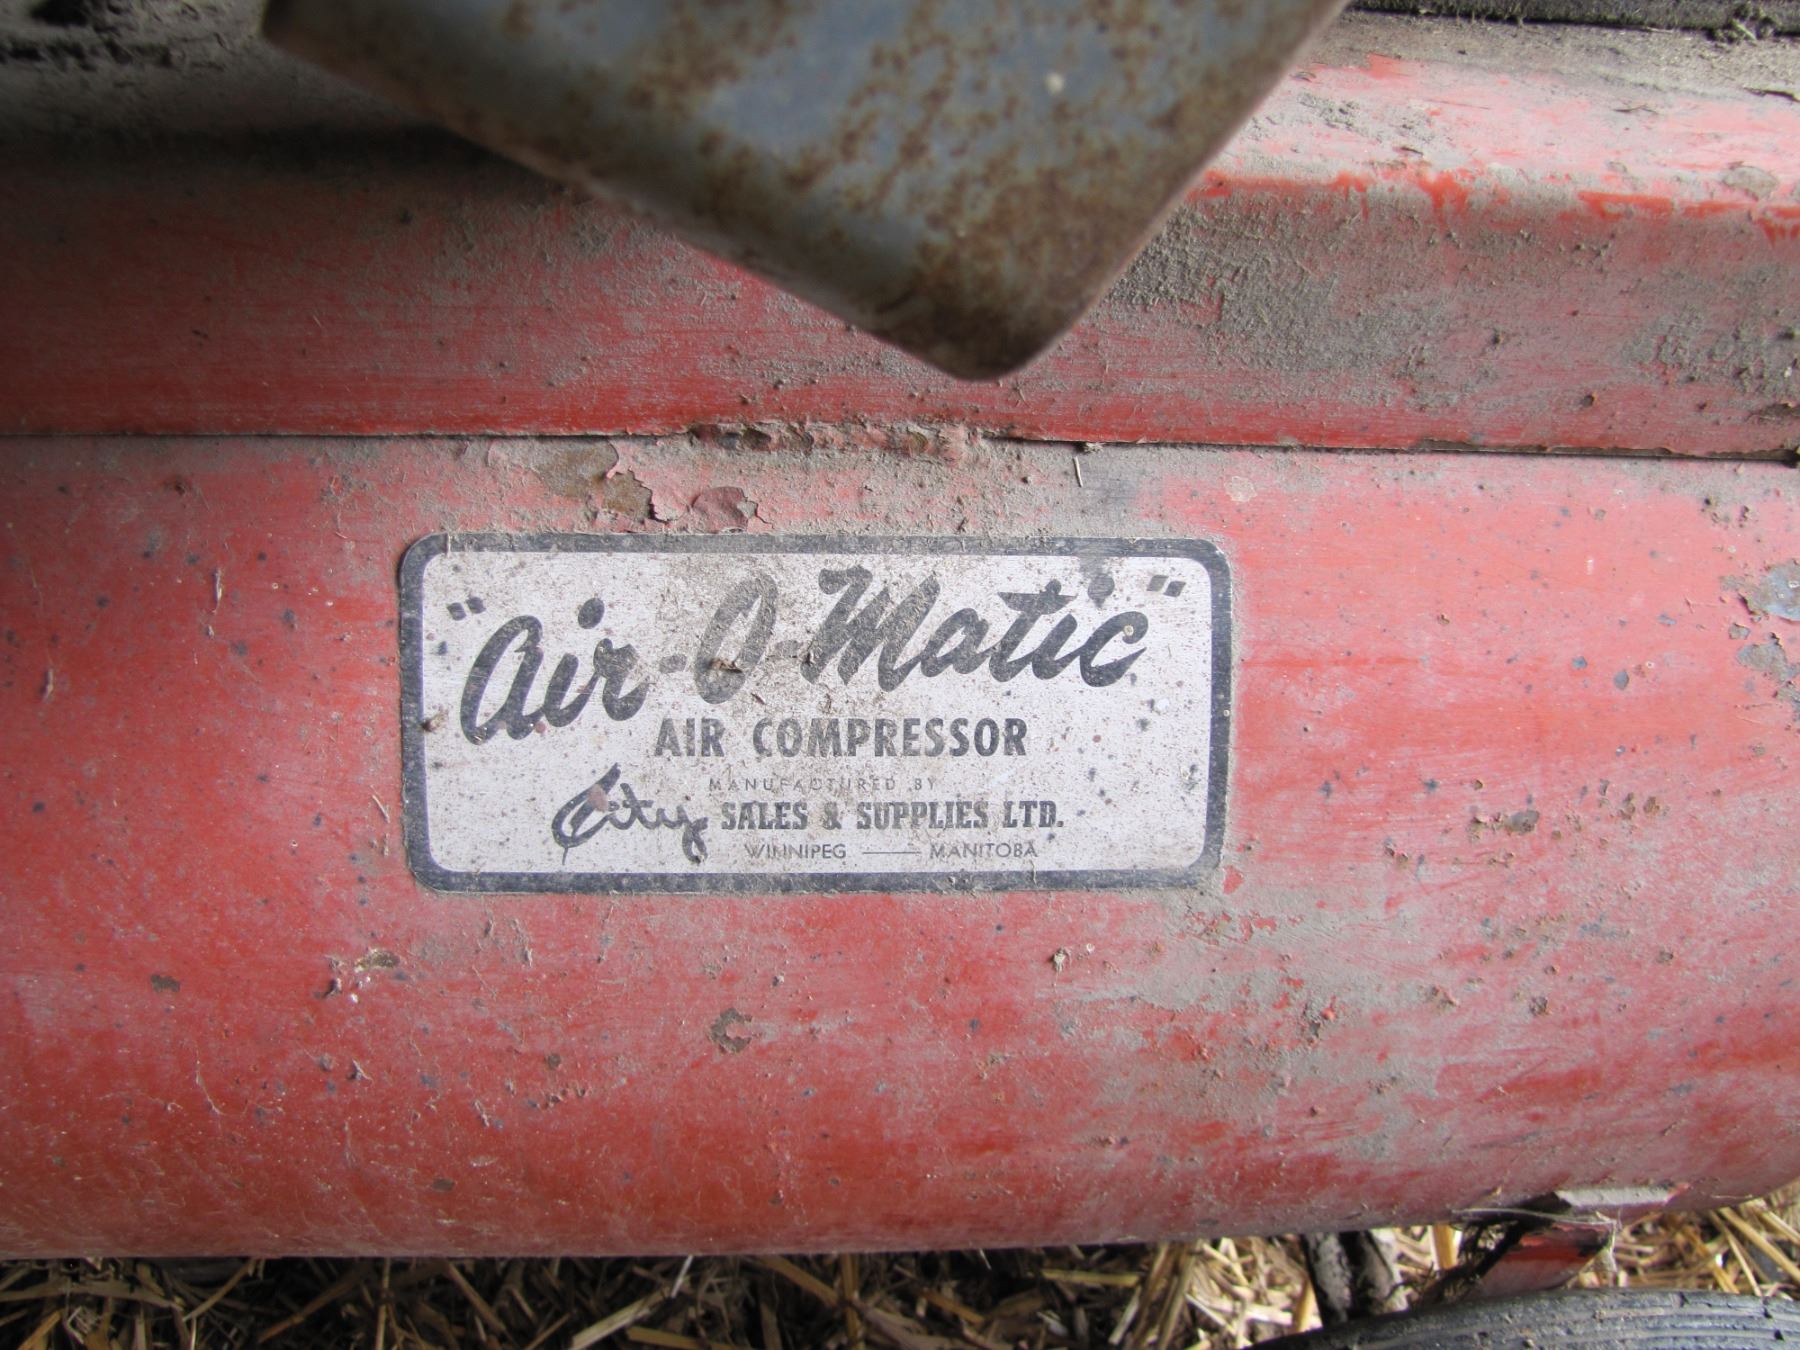 "Air-O-Matic"
AIR COMPRESSOR
MANUFACTURED BY
City SALES & SUPPLIES LTD.
WINNIPEG — MANITOBA